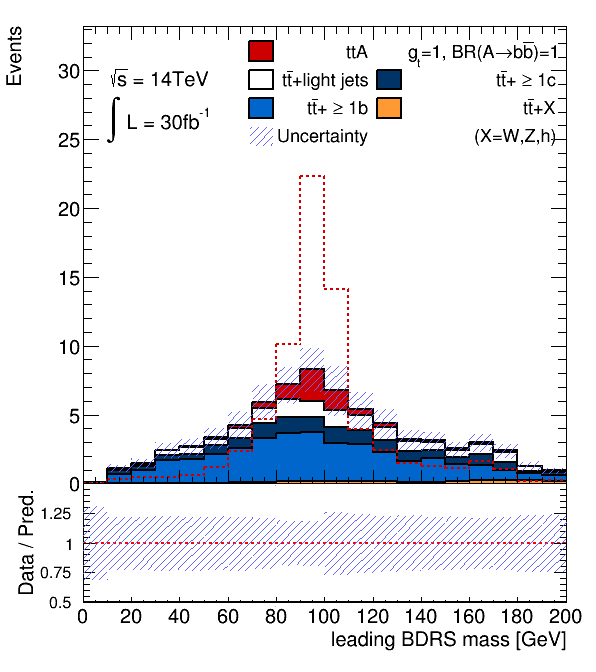 Events
ttA g_t=1, BR(A→bb̄)=1
√s = 14TeV
tt̄+light jets tt̄+ ≥ 1c̄
∫ L = 30fb⁻¹
tt̄+ ≥ 1b tt̄+X
Uncertainty (X=W,Z,h)
30
25
20
15
10
5
0
Data / Pred.
1.25
1
0.75
0.5
0 20 40 60 80 100 120 140 160 180 200
leading BDRS mass [GeV]